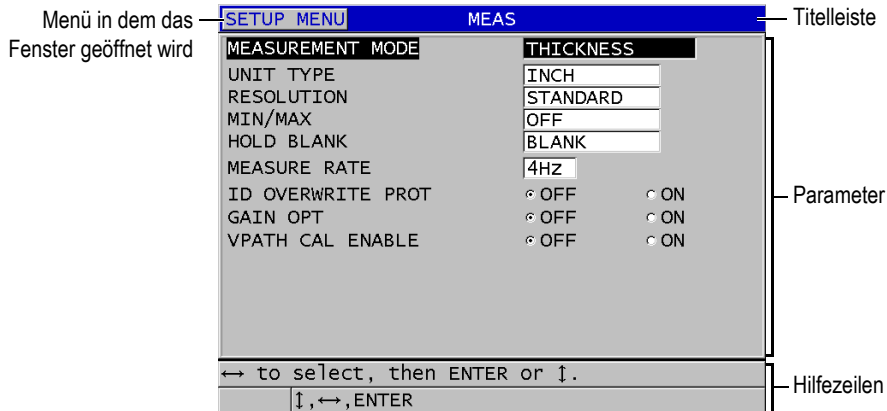 Menü in dem das
Fenster geöffnet wird
SETUP MENU MEAS
Titelleiste
MEASUREMENT MODE THICKNESS
UNIT TYPE INCH
RESOLUTION STANDARD
MIN/MAX OFF
HOLD BLANK BLANK
MEASURE RATE 4Hz
ID OVERWRITE PROT OFF ON
GAIN OPT OFF ON
VPATH CAL ENABLE OFF ON
Parameter
↔ to select, then ENTER or ↕.
↕,↔,ENTER
Hilfezeilen